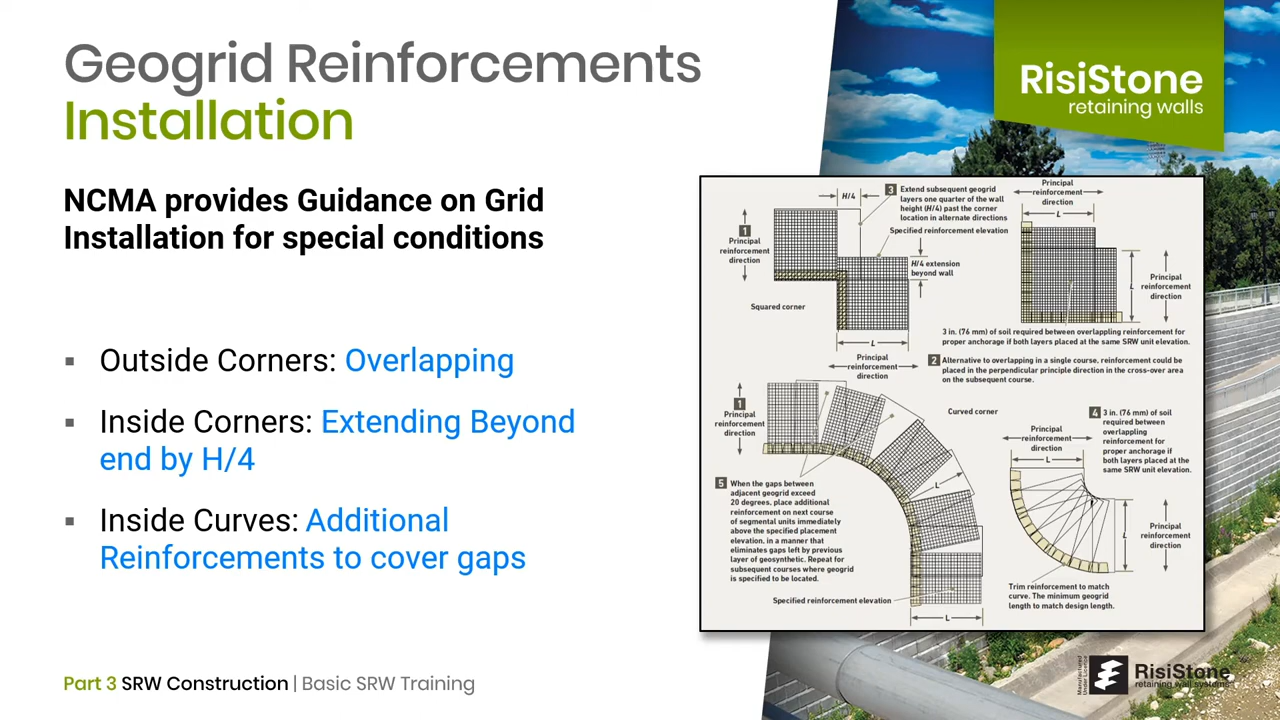 Geogrid Reinforcements
Installation
RisiStone
retaining walls
NCMA provides Guidance on Grid
Installation for special conditions
▪ Outside Corners: Overlapping
▪ Inside Corners: Extending Beyond
end by H/4
▪ Inside Curves: Additional
Reinforcements to cover gaps
H/4
3 Extend subsequent geogrid
layers one quarter of the wall
height (H/4) past the corner
location in alternate directions
Specified reinforcement elevation
1
Principal
reinforcement
direction
H/4 extension
beyond wall
Squared corner
L
Principal
reinforcement
direction
Principal
reinforcement
direction
L
L
Principal
reinforcement
direction
3 in. (76 mm) of soil required between overlapping reinforcement for
proper anchorage if both layers placed at the same SRW unit elevation.
2 Alternative to overlapping in a single course, reinforcement could be
placed in the perpendicular principle direction in the cross-over area
on the subsequent course.
1
Principal
reinforcement
direction
Curved corner
L
5 When the gaps between
adjacent geogrid exceed
20 degrees, place additional
reinforcement on next course
of segmental units immediately
above the specified placement
elevation, in a manner that
eliminates gaps left by previous
layer of geosynthetic. Repeat for
subsequent courses where geogrid
is specified to be located.
Specified reinforcement elevation
L
4 3 in. (76 mm) of soil
required between
overlappling
reinforcement for
proper anchorage if
both layers placed at the
same SRW unit elevation.
Principal
reinforcement
direction
L
L
Principal
reinforcement
direction
Trim reinforcement to match
curve. The minimum geogrid
length to match design length.
Part 3 SRW Construction | Basic SRW Training
Manufactured
Under Licence
RisiStone
retaining wall systems